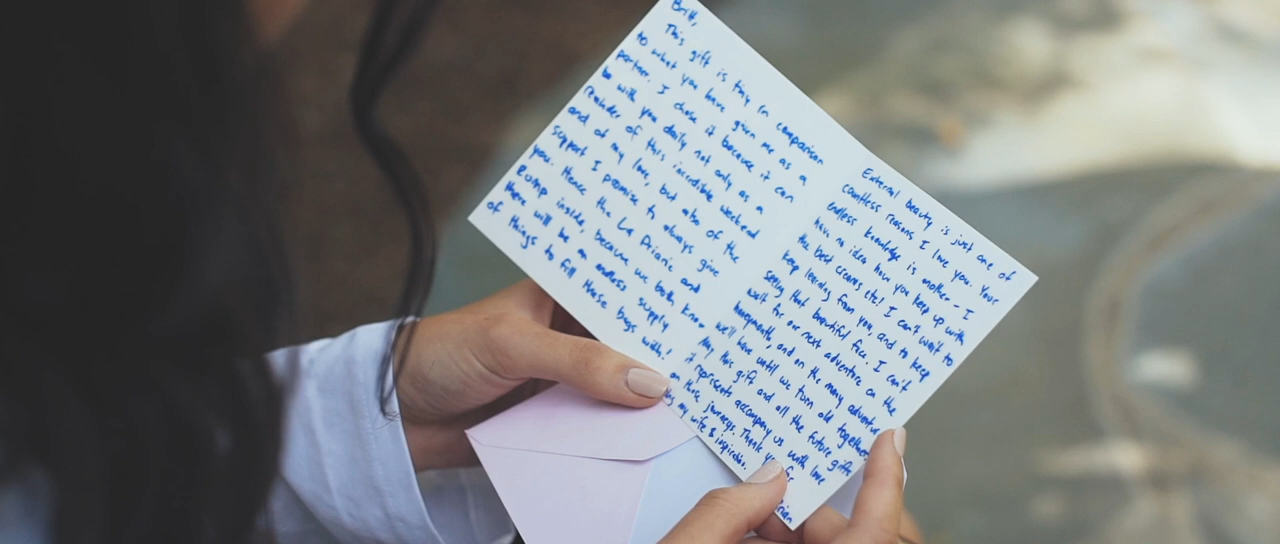 Britt,
This gift is tiny in comparison
to what you have given me as a
partner. I chose it because it can
be with you daily not only as a
reminder of this incredible weekend
and of my love, but also of the
support I promise to always give
you. Hence the La Prairie and
inside, because we both know
there will be an endless supply
of things to fill these bags with!
External beauty is just one of
countless reasons I love you. Your
endless knowledge is another - I
have no idea how you keep up with
the best creams etc! I can't wait to
keep learning from you, and to keep
seeing that beautiful face. I can't
wait for our next adventure on the
honeymoon, and on the many adventures
we'll have until we turn old together.
May this gift and all the future gifts
it represents accompany us with love
on these journeys. Thank you for
my wife & inspiration.